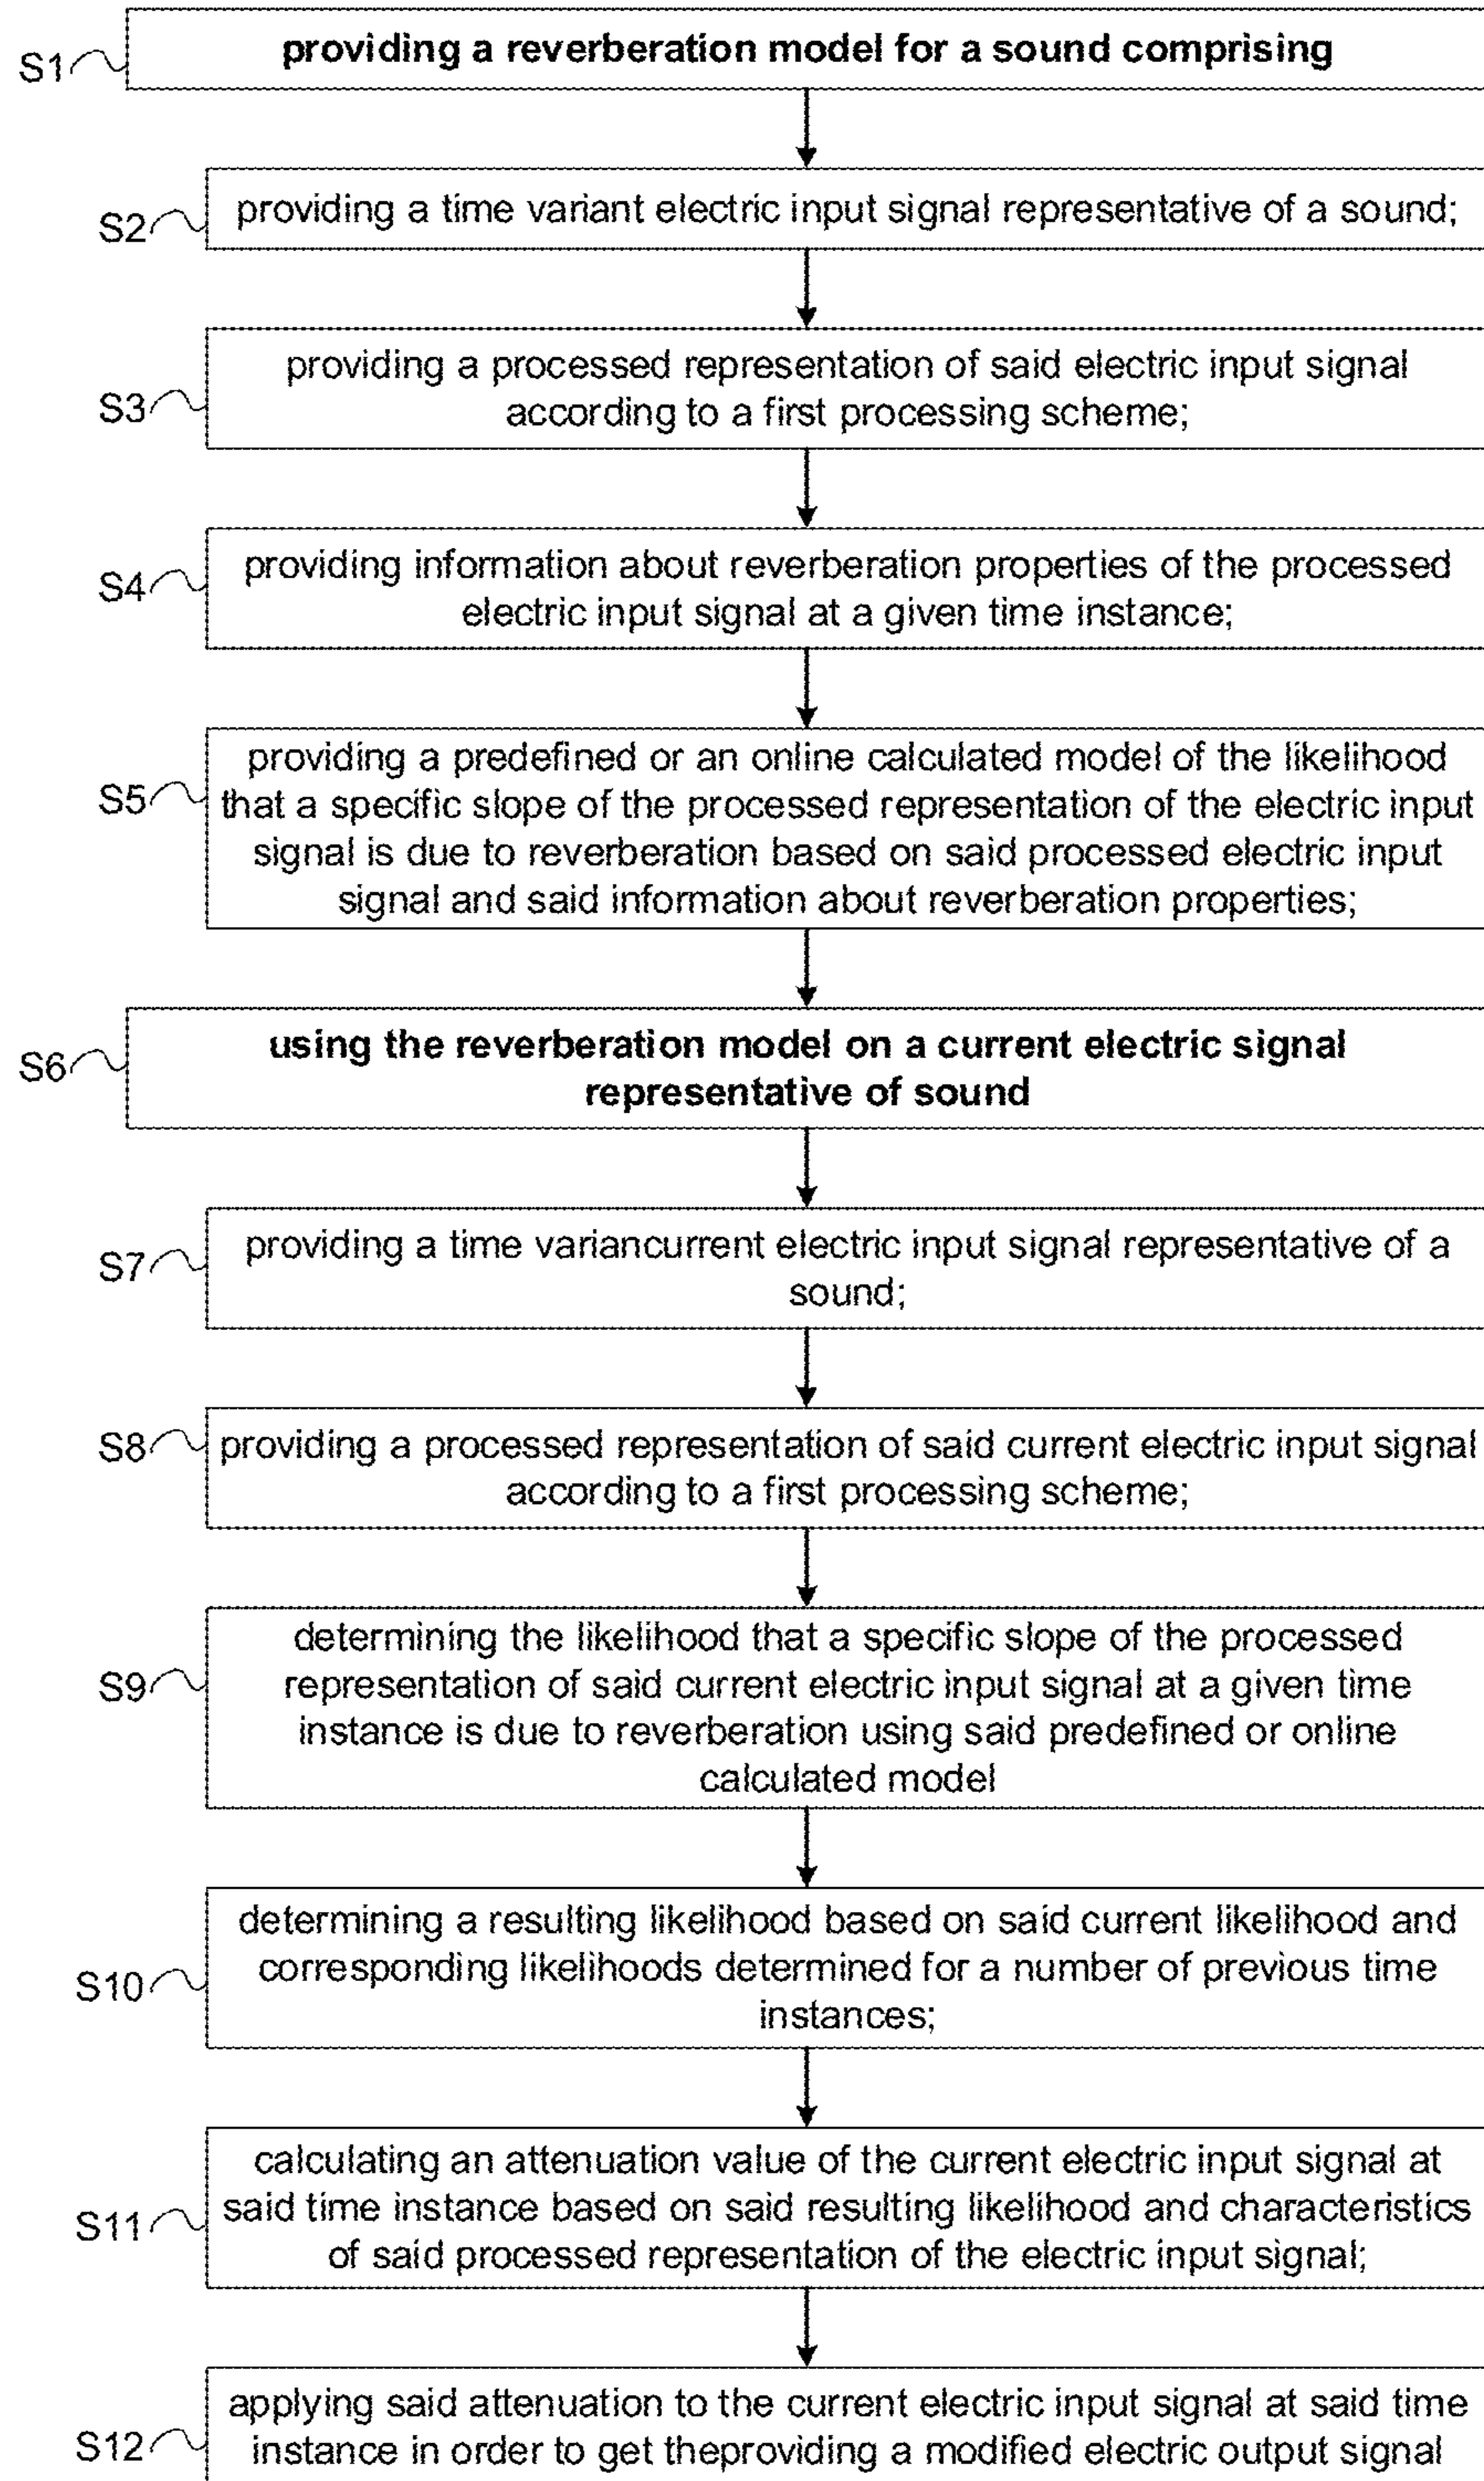 S1 providing a reverberation model for a sound comprising
S2 providing a time variant electric input signal representative of a sound;
S3 providing a processed representation of said electric input signal
according to a first processing scheme;
S4 providing information about reverberation properties of the processed
electric input signal at a given time instance;
S5 providing a predefined or an online calculated model of the likelihood
that a specific slope of the processed representation of the electric input
signal is due to reverberation based on said processed electric input
signal and said information about reverberation properties;
S6 using the reverberation model on a current electric signal
representative of sound
S7 providing a time variancurrent electric input signal representative of a
sound;
S8 providing a processed representation of said current electric input signal
according to a first processing scheme;
S9 determining the likelihood that a specific slope of the processed
representation of said current electric input signal at a given time
instance is due to reverberation using said predefined or online
calculated model
S10 determining a resulting likelihood based on said current likelihood and
corresponding likelihoods determined for a number of previous time
instances;
S11 calculating an attenuation value of the current electric input signal at
said time instance based on said resulting likelihood and characteristics
of said processed representation of the electric input signal;
S12 applying said attenuation to the current electric input signal at said time
instance in order to get theproviding a modified electric output signal